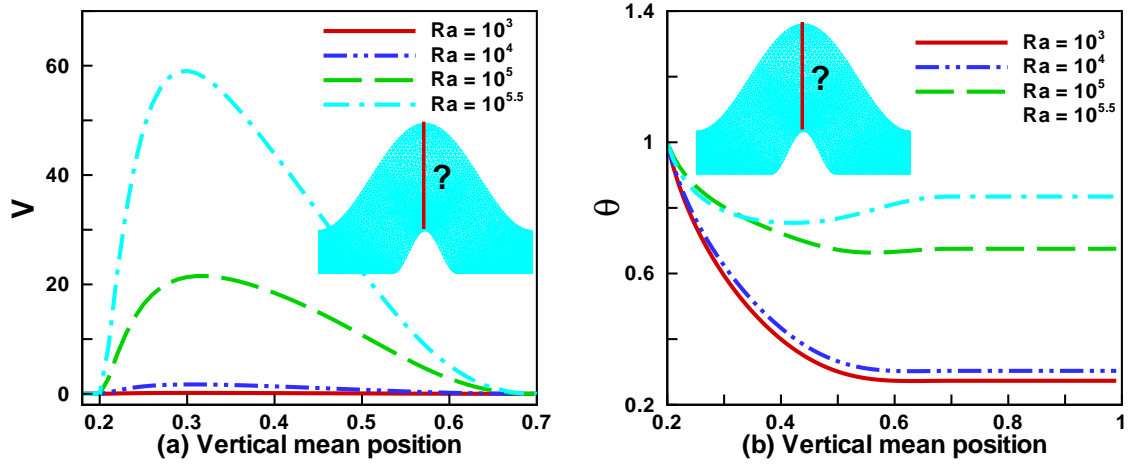 Ra = 10³
Ra = 10⁴
Ra = 10⁵
Ra = 10⁵·⁵
?
V
60
40
20
0
0.2 0.3 0.4 0.5 0.6 0.7
(a) Vertical mean position
Ra = 10³
Ra = 10⁴
Ra = 10⁵
Ra = 10⁵·⁵
?
θ
1.4
1
0.6
0.2
0.2 0.4 0.6 0.8 1
(b) Vertical mean position